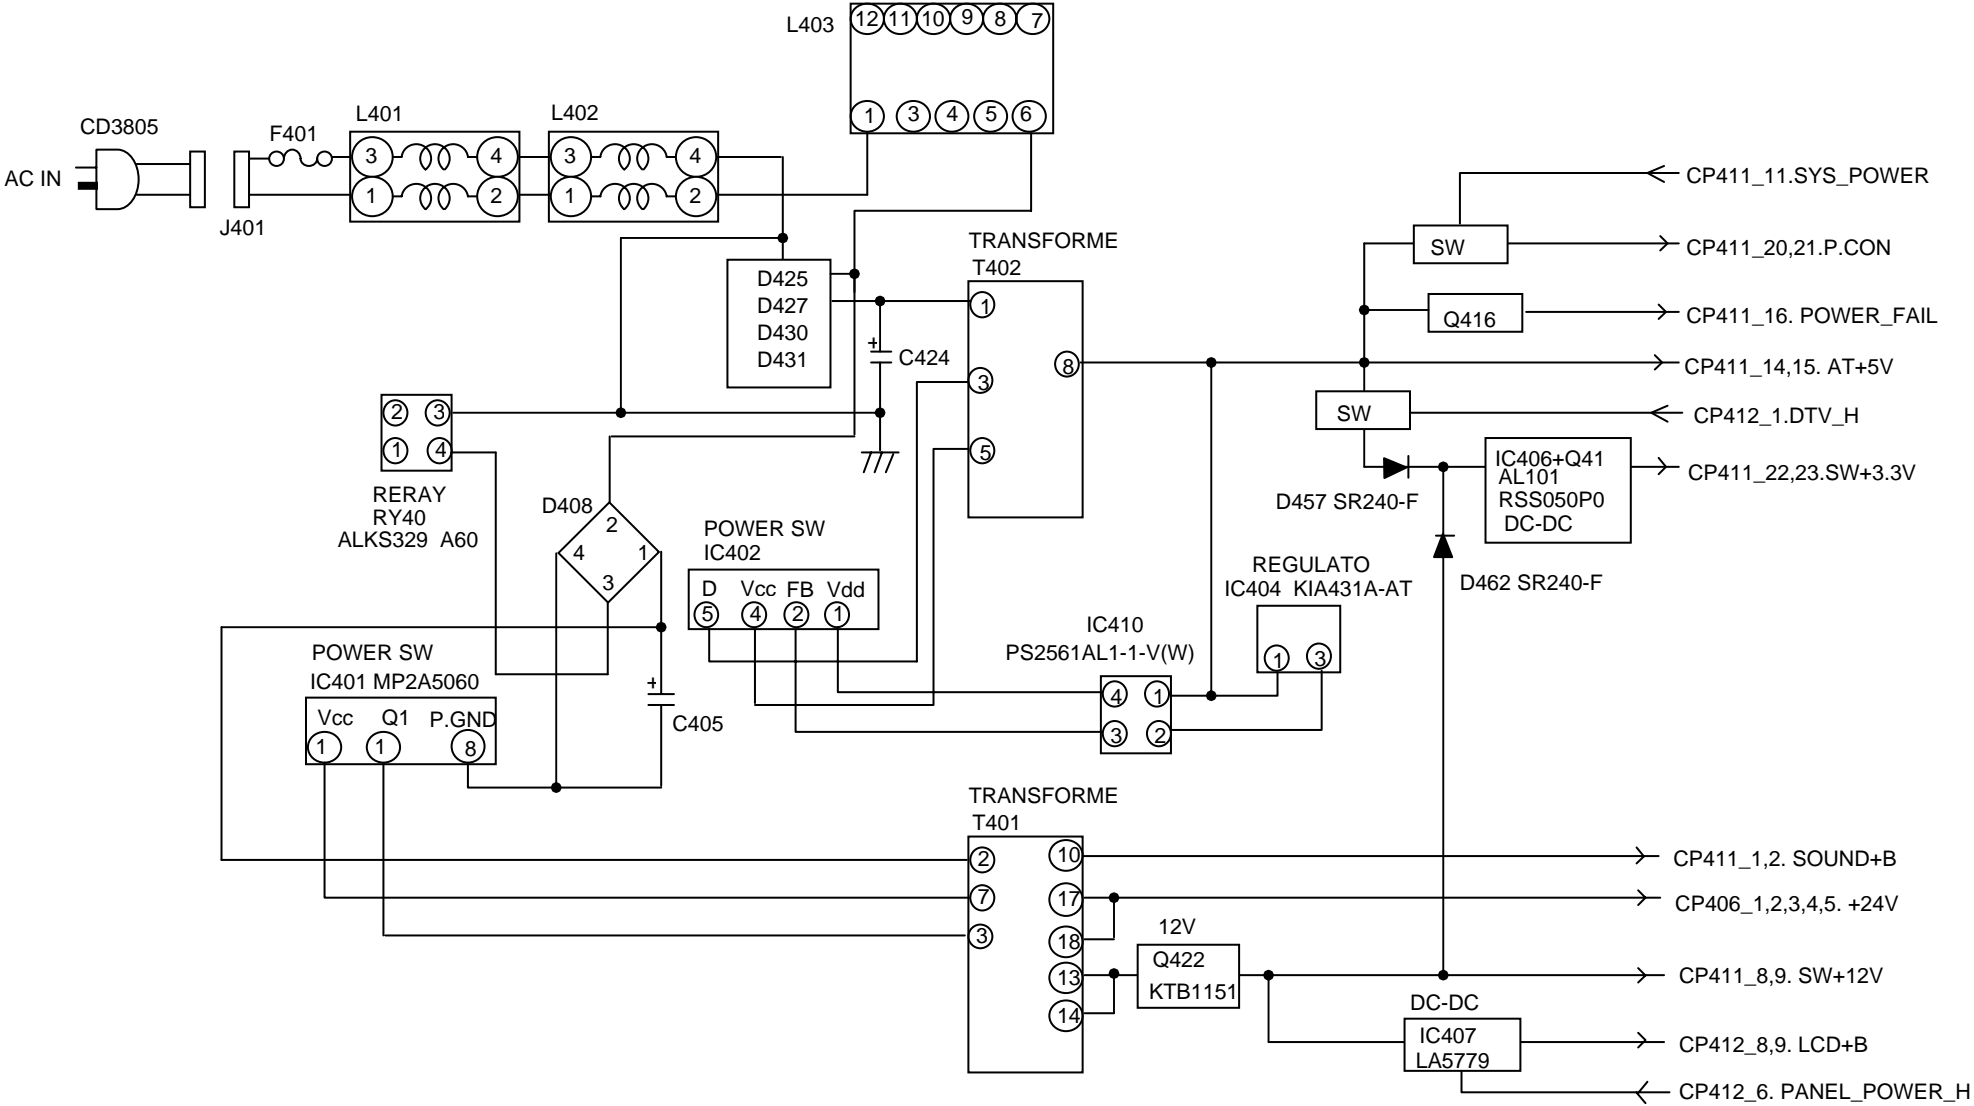 L403
12 11 10 9 8 7
1 3 4 5 6
CD3805
AC IN
J401
F401
L401
3 4
1 2
L402
3 4
1 2
D425
D427
D430
D431
C424
+
TRANSFORME
T402
1
3
5
8
SW
Q416
SW
CP411_11.SYS_POWER
CP411_20,21.P.CON
CP411_16. POWER_FAIL
CP411_14,15. AT+5V
CP412_1.DTV_H
CP411_22,23.SW+3.3V
IC406+Q41
AL101
RSS050P0
DC-DC
D457 SR240-F
D462 SR240-F
2 3
1 4
RERAY
RY40
ALKS329 A60
D408
2
4 1
3
POWER SW
IC402
D Vcc FB Vdd
5 4 2 1
REGULATO
IC404 KIA431A-AT
1 3
IC410
PS2561AL1-1-V(W)
4 1
3 2
POWER SW
IC401 MP2A5060
Vcc Q1 P.GND
1 1 8
+
C405
TRANSFORME
T401
2
7
3
10
17
18
13
14
12V
Q422
KTB1151
DC-DC
IC407
LA5779
CP411_1,2. SOUND+B
CP406_1,2,3,4,5. +24V
CP411_8,9. SW+12V
CP412_8,9. LCD+B
CP412_6. PANEL_POWER_H